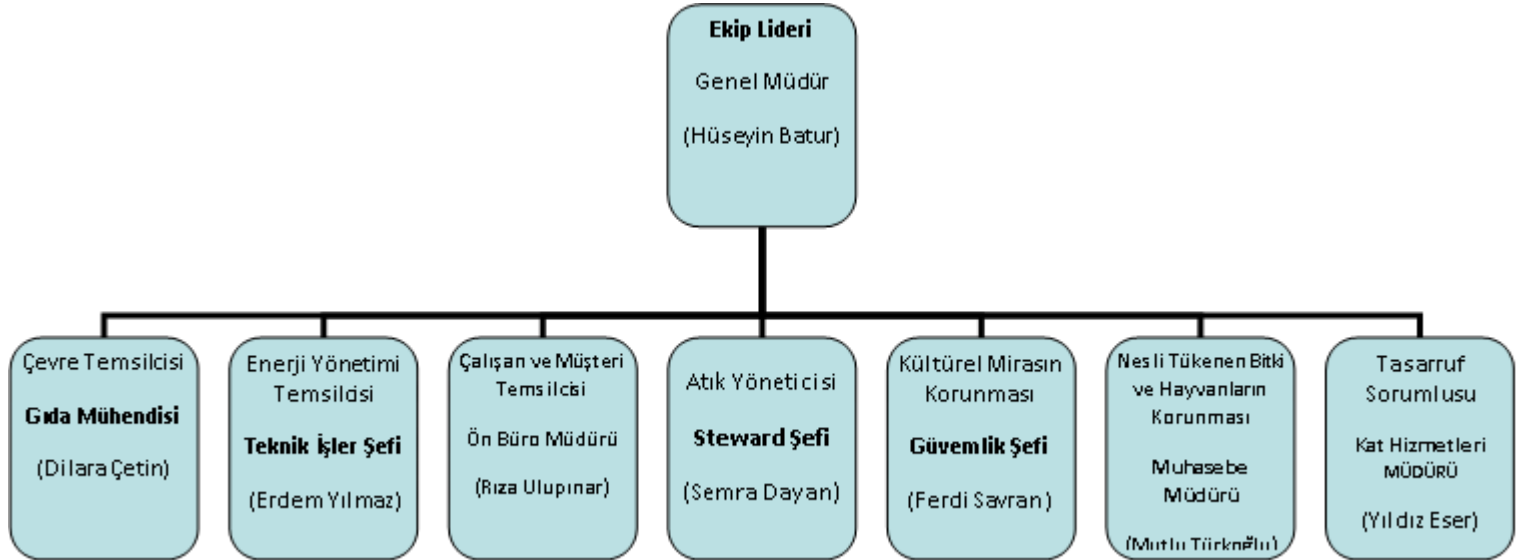 Ekip Lideri
Genel Müdür
(Hüseyin Batur)
Çevre Temsilcisi
Gıda Mühendisi
(Dilara Çetin)
Enerji Yönetimi
Temsilcisi
Teknik İşler Şefi
(Erdem Yılmaz)
Çalışan ve Müşteri
Temsilcisi
Ön Büro Müdürü
(Rıza Ulupınar)
Atık Yöneticisi
Steward Şefi
(Semra Dayan)
Kültürel Mirasın
Korunması
Güvemlik Şefi
(Ferdi Savran)
Nesli Tükenen Bitki
ve Hayvanların
Korunması
Muhasebe
Müdürü
(Mutlu Türkoğlu)
Tasarruf
Sorumlusu
Kat Hizmetleri
MÜDÜRÜ
(Yıldız Eser)